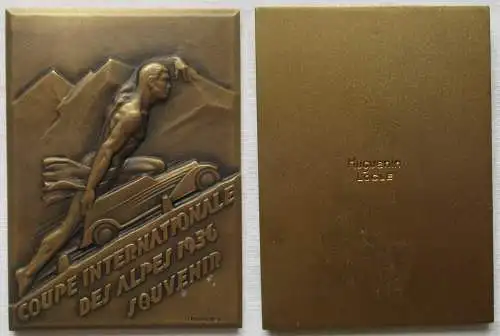 COUPE INTERNATIONALE
DES ALPES 1936
SOUVENIR
Huguenin
LOCLE